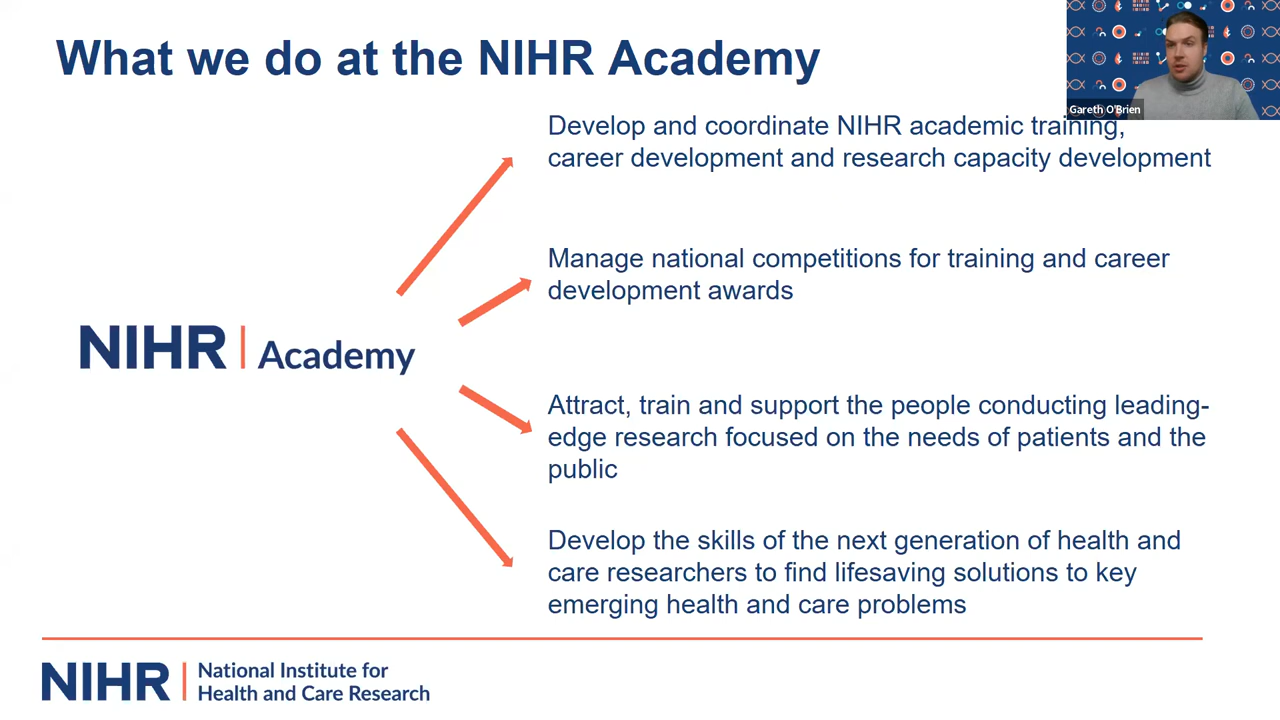 What we do at the NIHR Academy
Gareth O'Brien
Develop and coordinate NIHR academic training,
career development and research capacity development
Manage national competitions for training and career
development awards
NIHR | Academy
Attract, train and support the people conducting leading-
edge research focused on the needs of patients and the
public
Develop the skills of the next generation of health and
care researchers to find lifesaving solutions to key
emerging health and care problems
NIHR | National Institute for
Health and Care Research